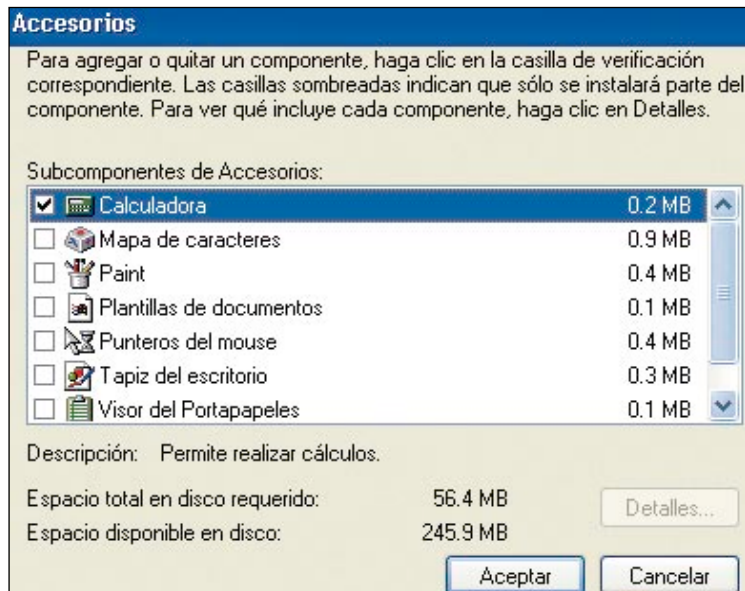 Accesorios
Para agregar o quitar un componente, haga clic en la casilla de verificación
correspondiente. Las casillas sombreadas indican que sólo se instalará parte del
componente. Para ver qué incluye cada componente, haga clic en Detalles.
Subcomponentes de Accesorios:
Calculadora 0.2 MB
Mapa de caracteres 0.9 MB
Paint 0.4 MB
Plantillas de documentos 0.1 MB
Punteros del mouse 0.4 MB
Tapiz del escritorio 0.3 MB
Visor del Portapapeles 0.1 MB
Descripción: Permite realizar cálculos.
Espacio total en disco requerido: 56.4 MB
Espacio disponible en disco: 245.9 MB
Detalles...
Aceptar Cancelar